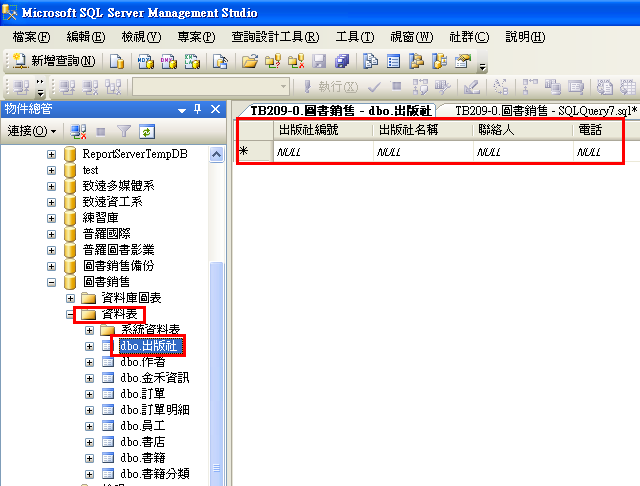 Microsoft SQL Server Management Studio
檔案(F) 編輯(E) 檢視(V) 專案(P) 查詢設計工具(R) 工具(T) 視窗(W) 社群(C) 說明(H)
新增查詢(N)
執行(X)
物件總管
TB209-0.圖書銷售 - dbo.出版社 TB209-0.圖書銷售 - SQLQuery7.sql*
連接(O)
出版社編號 出版社名稱 聯絡人 電話
NULL NULL NULL NULL
ReportServerTempDB
test
致遠多媒體系
致遠資工系
練習庫
普羅國際
普羅圖書影業
圖書銷售備份
圖書銷售
資料庫圖表
資料表
系統資料表
dbo.出版社
dbo.作者
dbo.金禾資訊
dbo.訂單
dbo.訂單明細
dbo.員工
dbo.書店
dbo.書籍
dbo.書籍分類